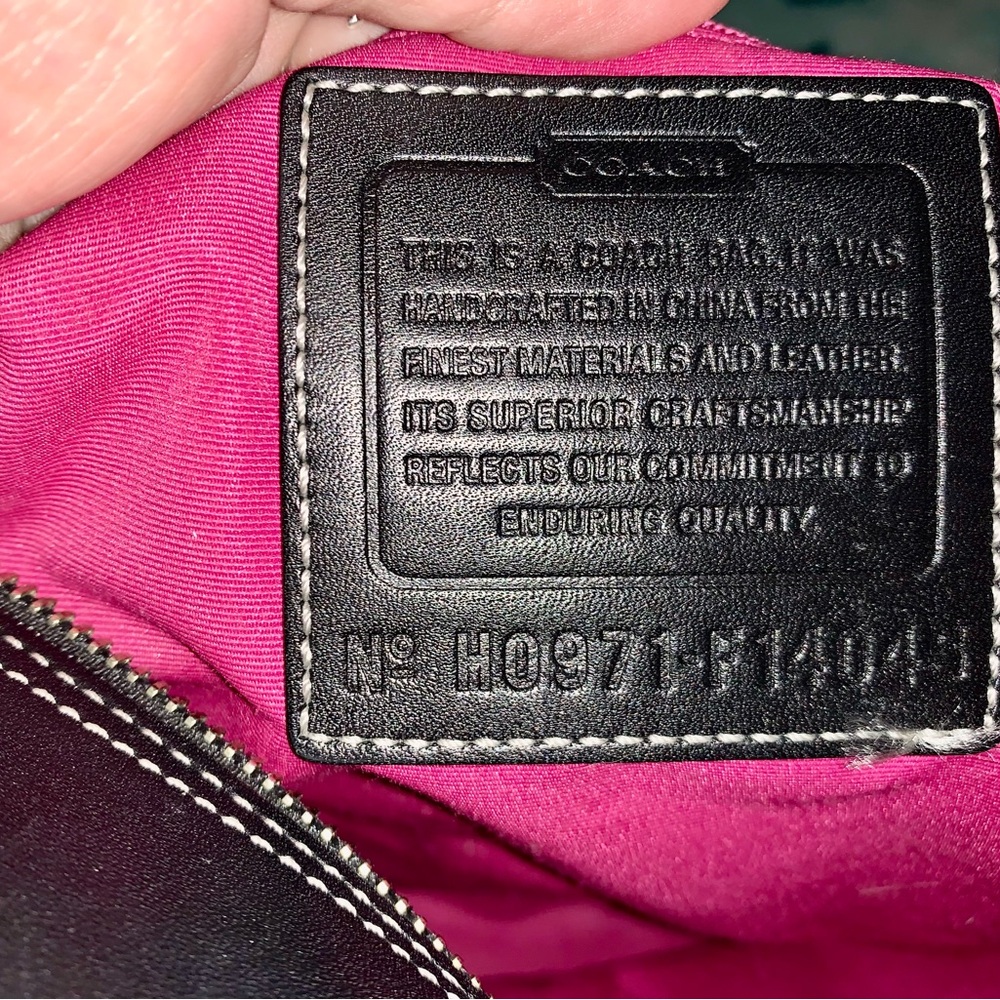 COACH
THIS IS A COACH BAG. IT WAS
HANDCRAFTED IN CHINA FROM THE
FINEST MATERIALS AND LEATHER.
ITS SUPERIOR CRAFTSMANSHIP
REFLECTS OUR COMMITMENT TO
ENDURING QUALITY.
Nº H0971-F14045